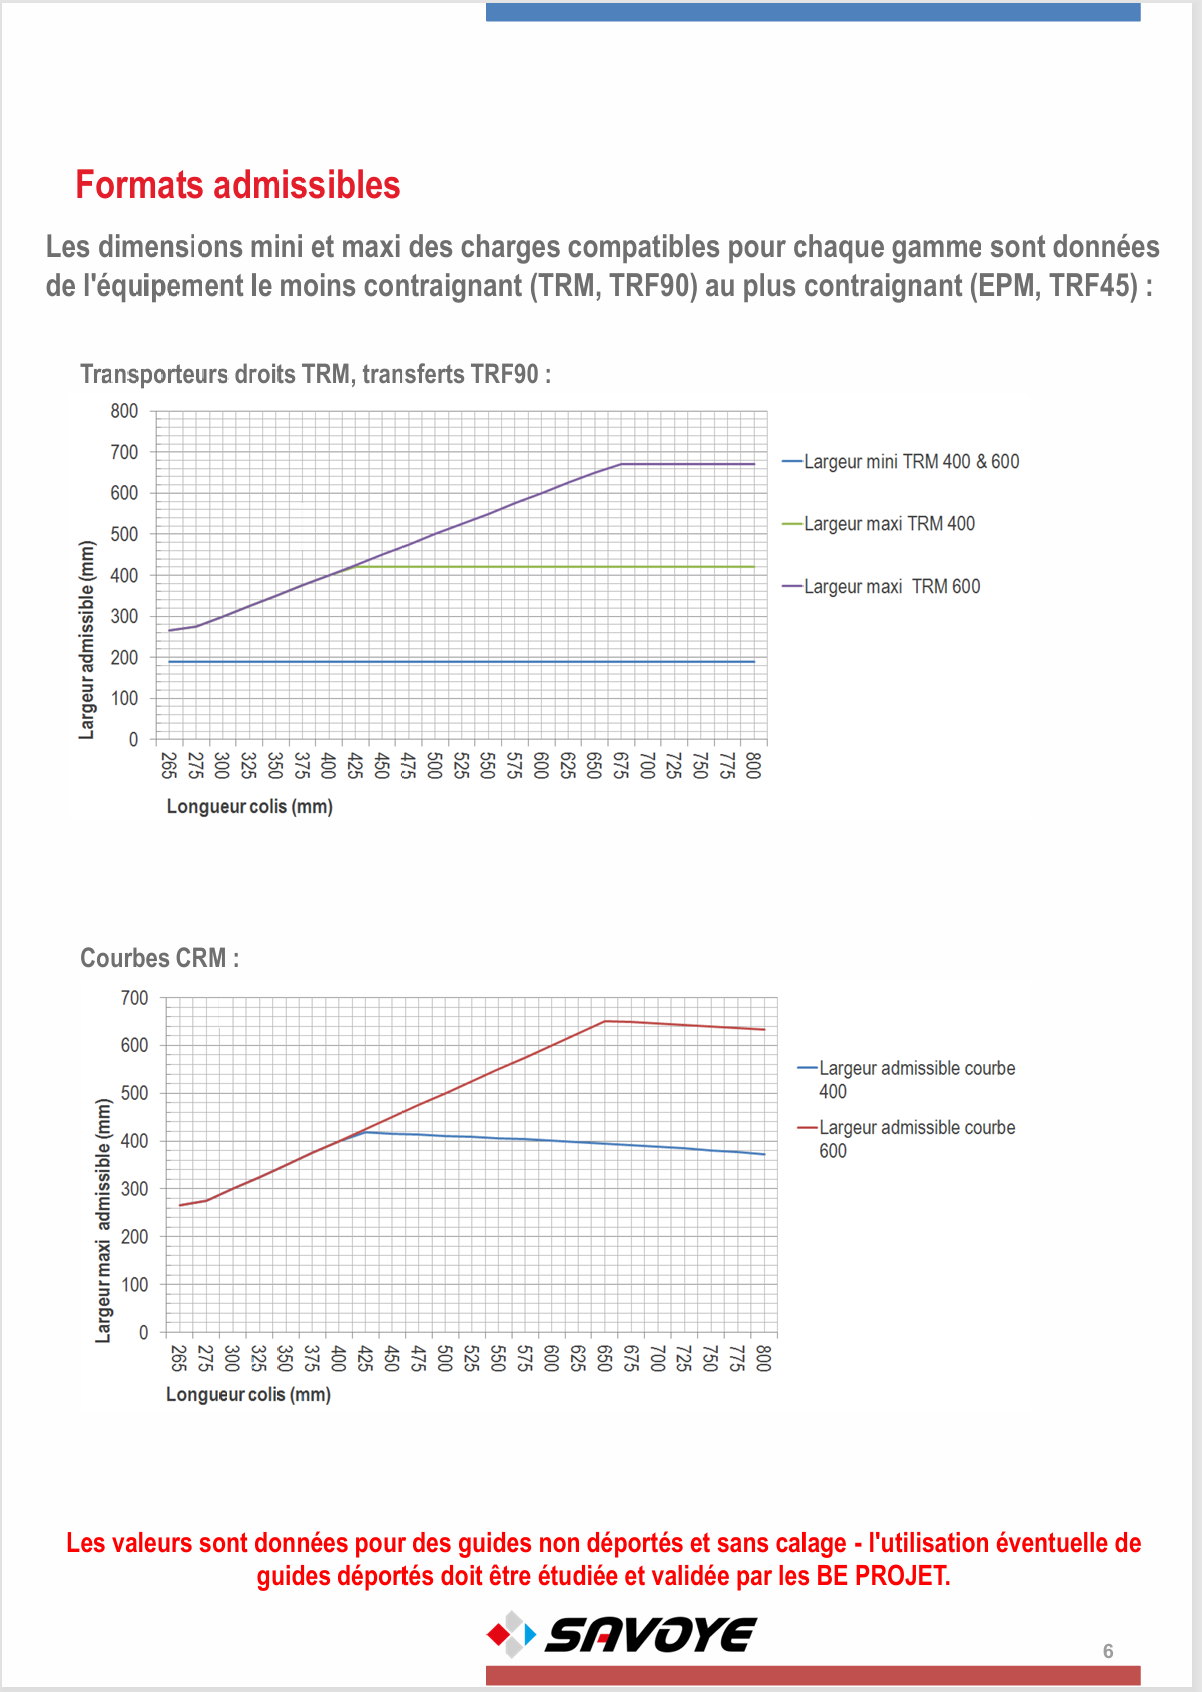 Formats admissibles
Les dimensions mini et maxi des charges compatibles pour chaque gamme sont données
de l'équipement le moins contraignant (TRM, TRF90) au plus contraignant (EPM, TRF45) :
Transporteurs droits TRM, transferts TRF90 :
800
700
600
500
400
300
200
100
0
Largeur admissible (mm)
265 275 300 325 350 375 400 425 450 475 500 525 550 575 600 625 650 675 700 725 750 775 800
Longueur colis (mm)
Largeur mini TRM 400 & 600
Largeur maxi TRM 400
Largeur maxi TRM 600
Courbes CRM :
700
600
500
400
300
200
100
0
Largeur maxi admissible (mm)
265 275 300 325 350 375 400 425 450 475 500 525 550 575 600 625 650 675 700 725 750 775 800
Longueur colis (mm)
Largeur admissible courbe
400
Largeur admissible courbe
600
Les valeurs sont données pour des guides non déportés et sans calage - l'utilisation éventuelle de
guides déportés doit être étudiée et validée par les BE PROJET.
SAVOYE
6